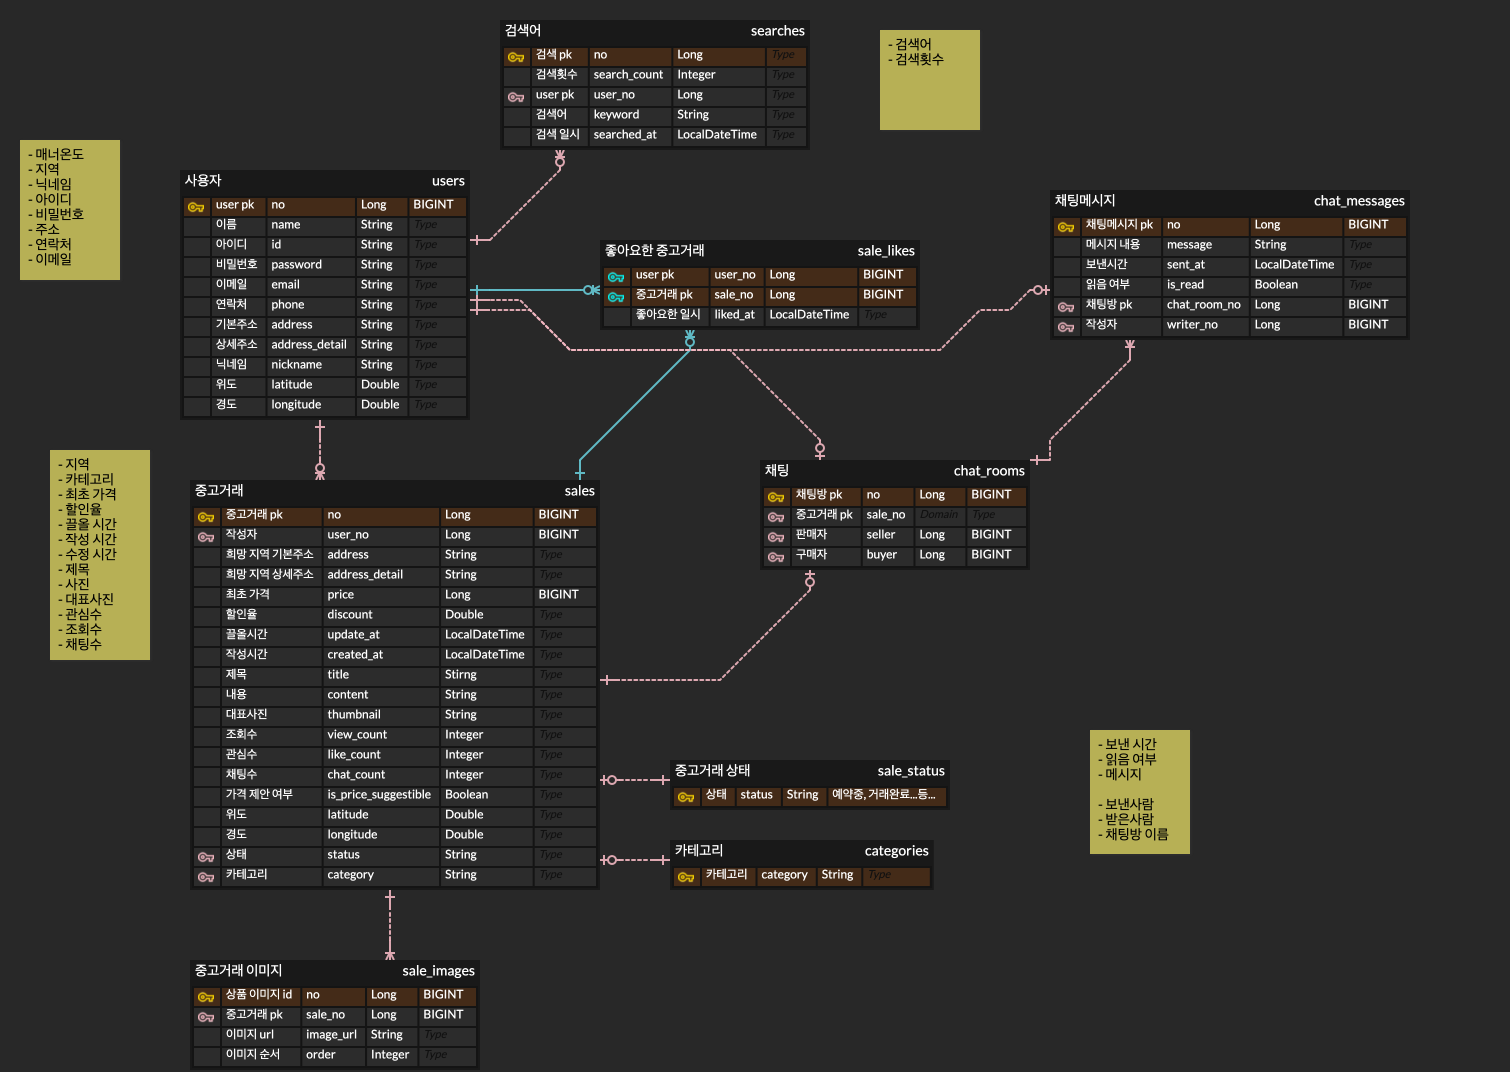 검색어 searches
검색 pk no Long Type
검색횟수 search_count Integer Type
user pk user_no Long Type
검색어 keyword String Type
검색 일시 searched_at LocalDateTime Type
- 검색어
- 검색횟수
- 매너온도
- 지역
- 닉네임
- 아이디
- 비밀번호
- 주소
- 연락처
- 이메일
사용자 users
user pk no Long BIGINT
이름 name String Type
아이디 id String Type
비밀번호 password String Type
이메일 email String Type
연락처 phone String Type
기본주소 address String Type
상세주소 address_detail String Type
닉네임 nickname String Type
위도 latitude Double Type
경도 longitude Double Type
좋아요한 중고거래 sale_likes
user pk user_no Long BIGINT
중고거래 pk sale_no Long BIGINT
좋아요한 일시 liked_at LocalDateTime Type
채팅메시지 chat_messages
채팅메시지 pk no Long BIGINT
메시지 내용 message String Type
보낸시간 sent_at LocalDateTime Type
읽음 여부 is_read Boolean Type
채팅방 pk chat_room_no Long BIGINT
작성자 writer_no Long BIGINT
- 지역
- 카테고리
- 최초 가격
- 할인율
- 끌올 시간
- 작성 시간
- 수정 시간
- 제목
- 사진
- 대표사진
- 관심수
- 조회수
- 채팅수
중고거래 sales
중고거래 pk no Long BIGINT
작성자 user_no Long BIGINT
희망 지역 기본주소 address String Type
희망 지역 상세주소 address_detail String Type
최초 가격 price Long BIGINT
할인율 discount Double Type
끌올시간 update_at LocalDateTime Type
작성시간 created_at LocalDateTime Type
제목 title Stirng Type
내용 content String Type
대표사진 thumbnail String Type
조회수 view_count Integer Type
관심수 like_count Integer Type
채팅수 chat_count Integer Type
가격 제안 여부 is_price_suggestible Boolean Type
위도 latitude Double Type
경도 longitude Double Type
상태 status String Type
카테고리 category String Type
채팅 chat_rooms
채팅방 pk no Long BIGINT
중고거래 pk sale_no Domain Type
판매자 seller Long BIGINT
구매자 buyer Long BIGINT
중고거래 상태 sale_status
상태 status String 예약중, 거래완료...등...
카테고리 categories
카테고리 category String Type
- 보낸 시간
- 읽음 여부
- 메시지
- 보낸사람
- 받은사람
- 채팅방 이름
중고거래 이미지 sale_images
상품 이미지 id no Long BIGINT
중고거래 pk sale_no Long BIGINT
이미지 url image_url String Type
이미지 순서 order Integer Type